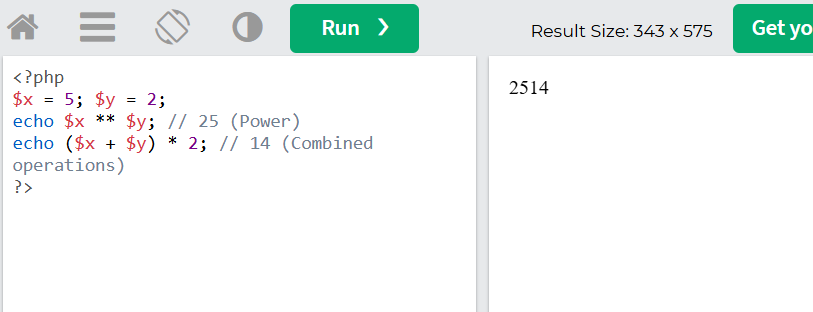 Run ❯
Result Size: 343 x 575
Get yo
<?php
$x = 5; $y = 2;
echo $x ** $y; // 25 (Power)
echo ($x + $y) * 2; // 14 (Combined
operations)
?>
2514